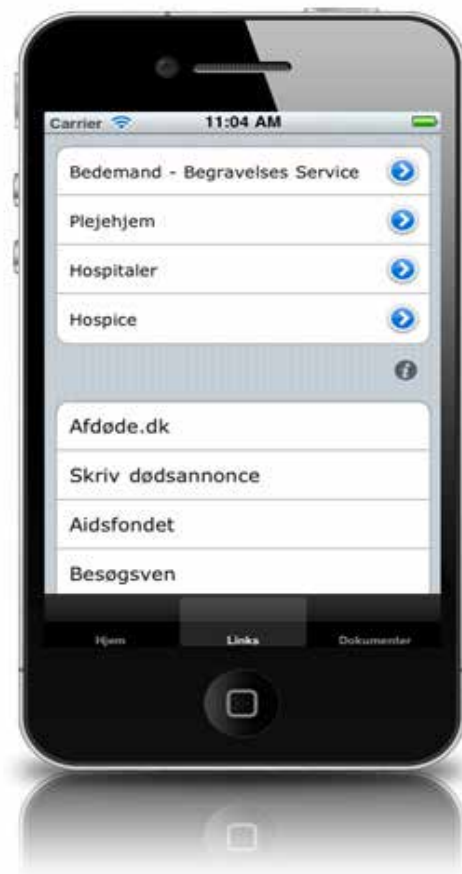 Carrier 11:04 AM
Bedemand - Begravelses Service
Plejehjem
Hospitaler
Hospice
Afdøde.dk
Skriv dødsannonce
Aidsfondet
Besøgsven
Hjem Links Dokumenter